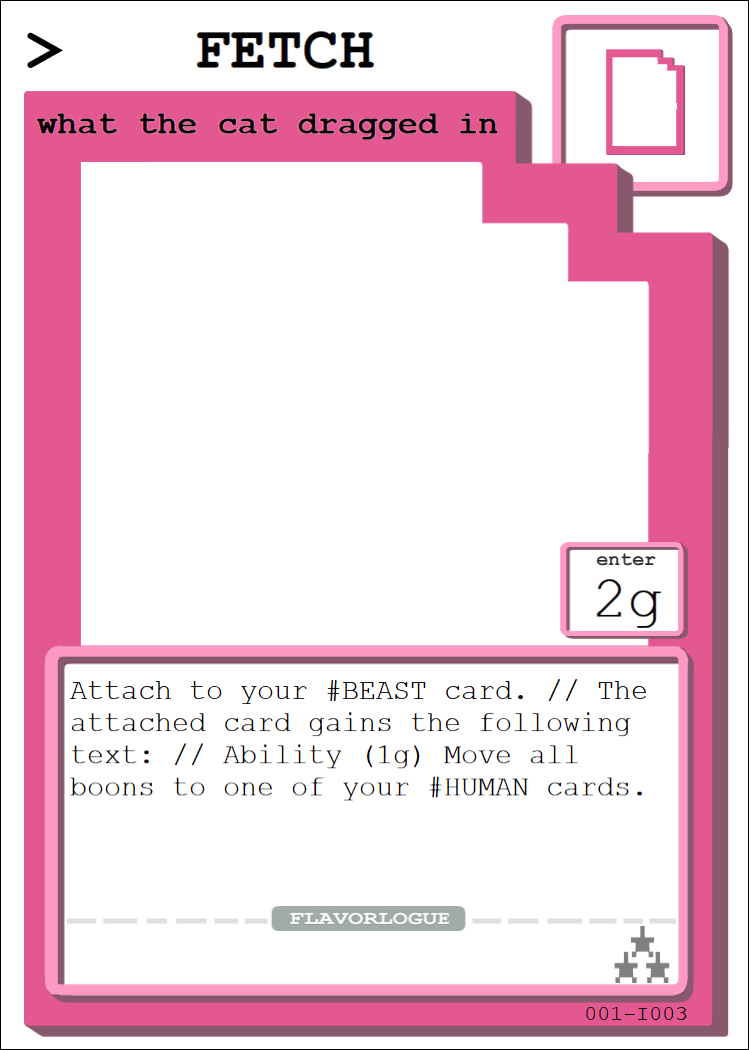 > FETCH
what the cat dragged in
enter
2g
Attach to your #BEAST card. // The
attached card gains the following
text: // Ability (1g) Move all
boons to one of your #HUMAN cards.
FLAVORLOGUE
001-I003